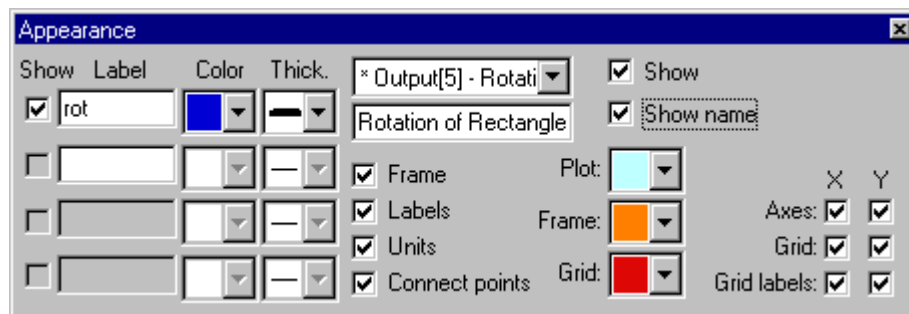 Appearance
Show Label Color Thick.
* Output[5] - Rotati
Show
rot
Rotation of Rectangle
Show name
Frame
Plot:
X Y
Labels
Frame:
Axes:
Units
Grid:
Connect points
Grid:
Grid labels: